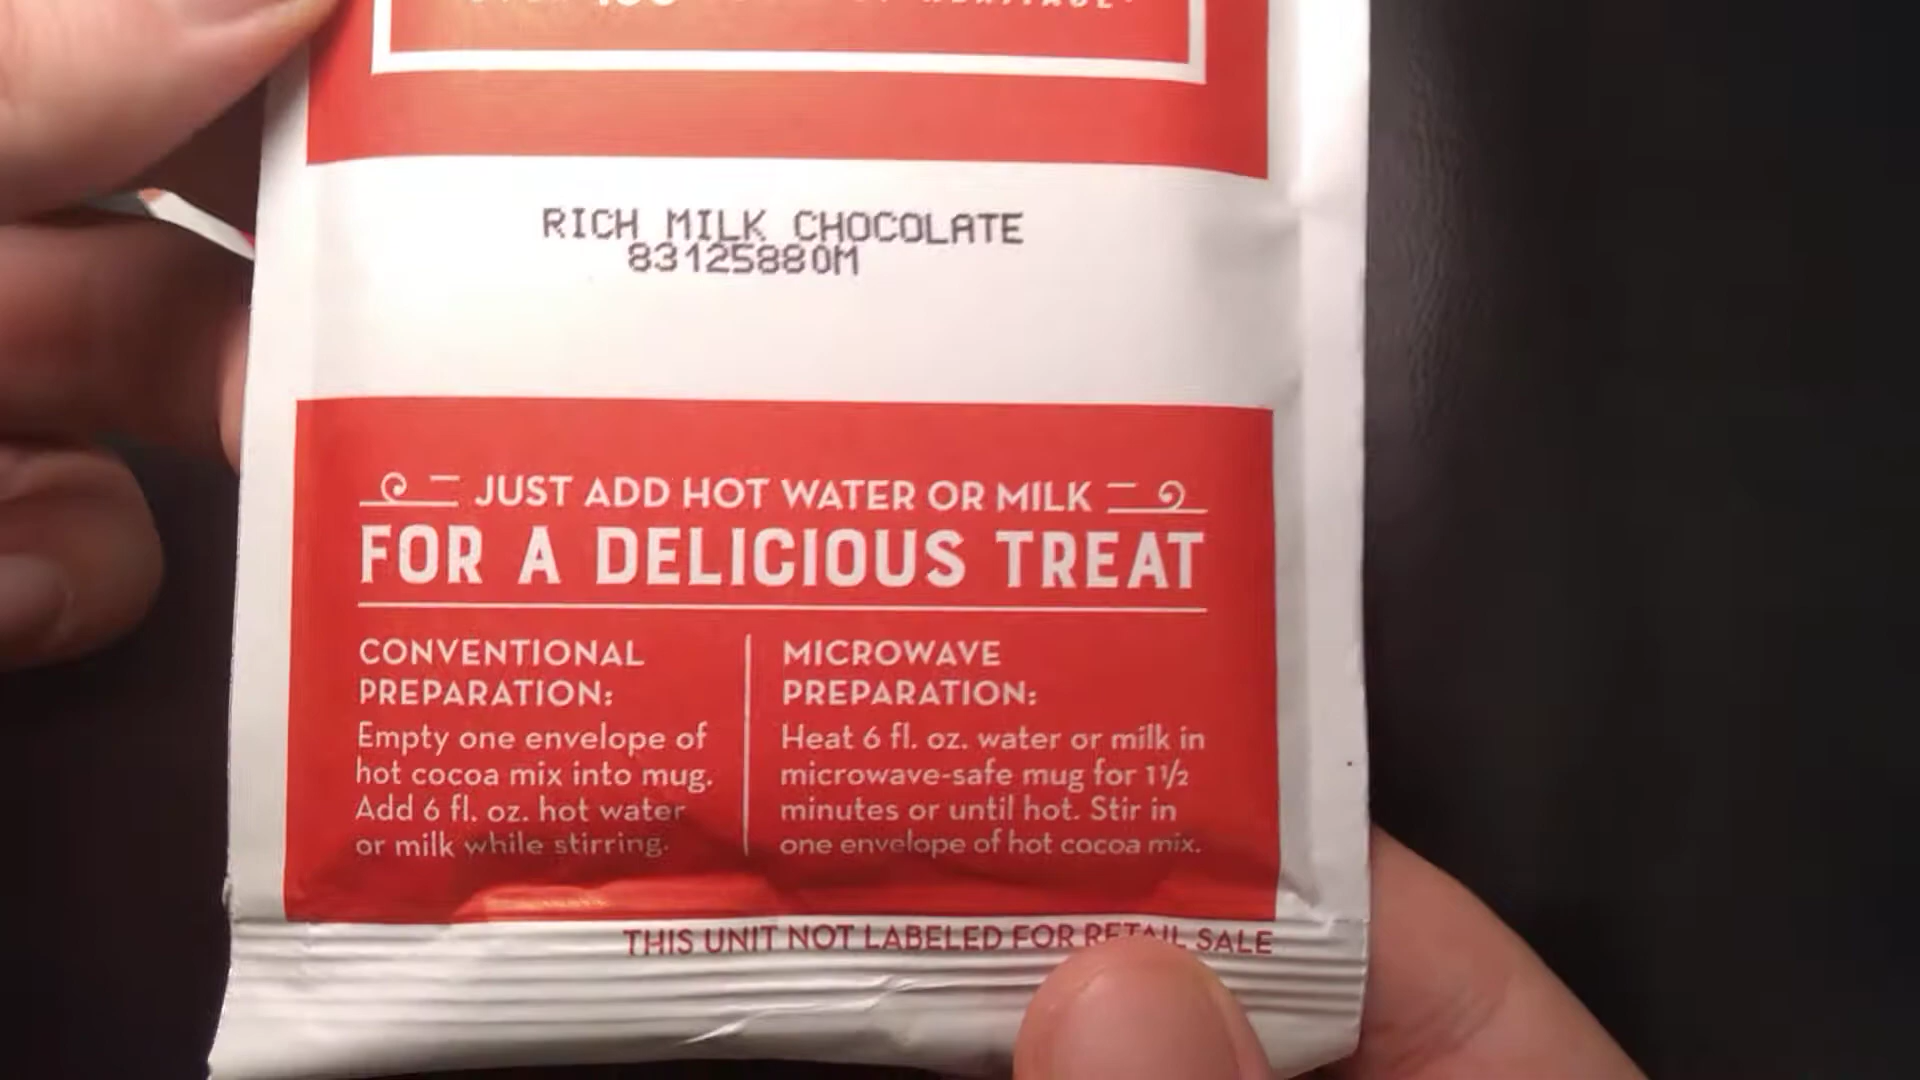 RICH MILK CHOCOLATE
83125880M
JUST ADD HOT WATER OR MILK
FOR A DELICIOUS TREAT
CONVENTIONAL
PREPARATION:
Empty one envelope of
hot cocoa mix into mug.
Add 6 fl. oz. hot water
or milk while stirring.
MICROWAVE
PREPARATION:
Heat 6 fl. oz. water or milk in
microwave-safe mug for 1 1/2
minutes or until hot. Stir in
one envelope of hot cocoa mix.
THIS UNIT NOT LABELED FOR RETAIL SALE